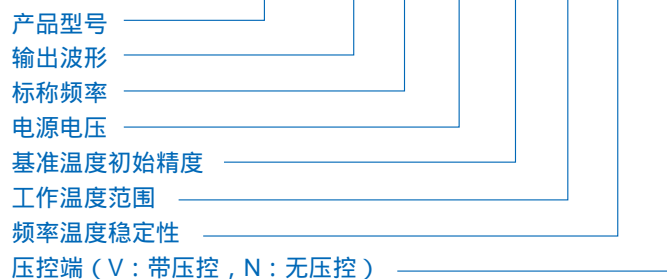 产品型号
输出波形
标称频率
电源电压
基准温度初始精度
工作温度范围
频率温度稳定性
压控端（V：带压控，N：无压控）